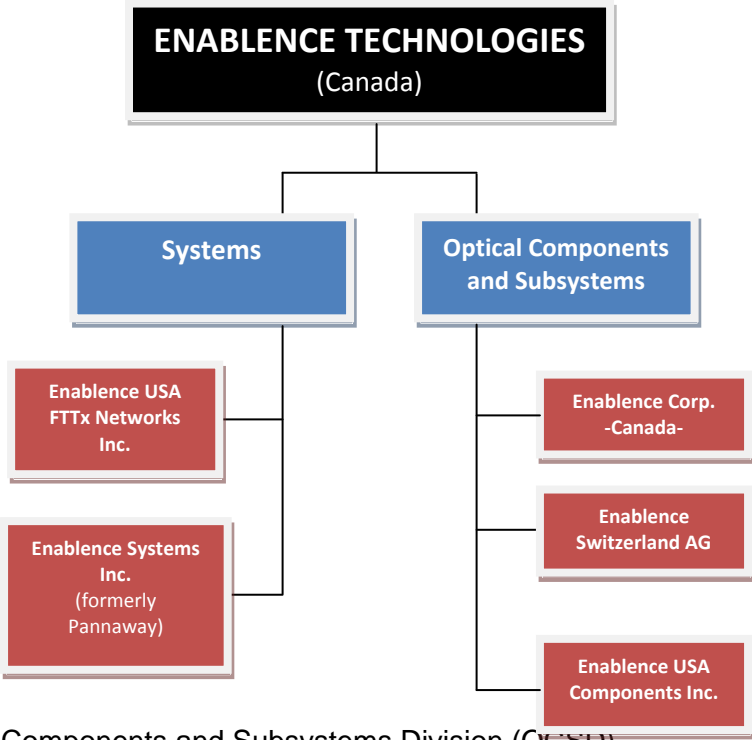 ENABLENCE TECHNOLOGIES
(Canada)
Systems
Optical Components
and Subsystems
Enablence USA
FTTx Networks
Inc.
Enablence Systems
Inc.
(formerly
Pannaway)
Enablence Corp.
-Canada-
Enablence
Switzerland AG
Enablence USA
Components Inc.
Components and Subsystems Division (OCSD)